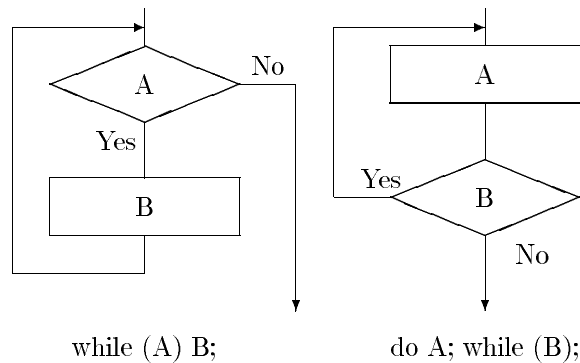 A
No
Yes
B
while (A) B;
A
Yes
B
No
do A; while (B);